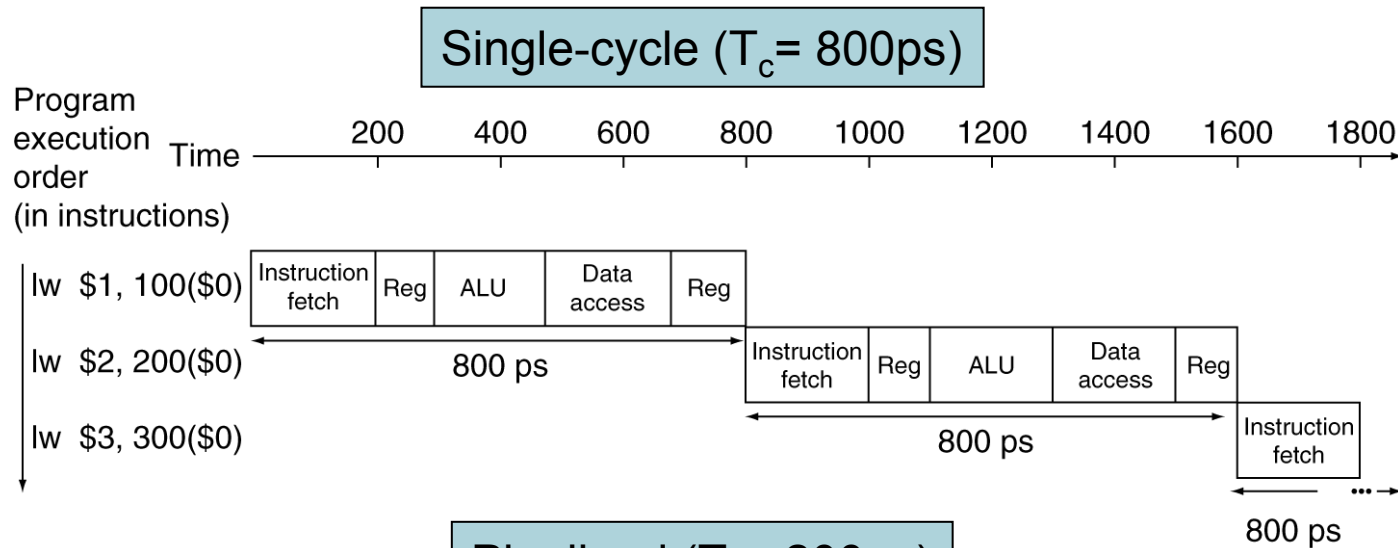 Single-cycle (Tc= 800ps)
Program
execution
order
(in instructions)
Time
200 400 600 800 1000 1200 1400 1600 1800
lw $1, 100($0)
Instruction
fetch
Reg
ALU
Data
access
Reg
800 ps
lw $2, 200($0)
Instruction
fetch
Reg
ALU
Data
access
Reg
800 ps
lw $3, 300($0)
Instruction
fetch
...
800 ps